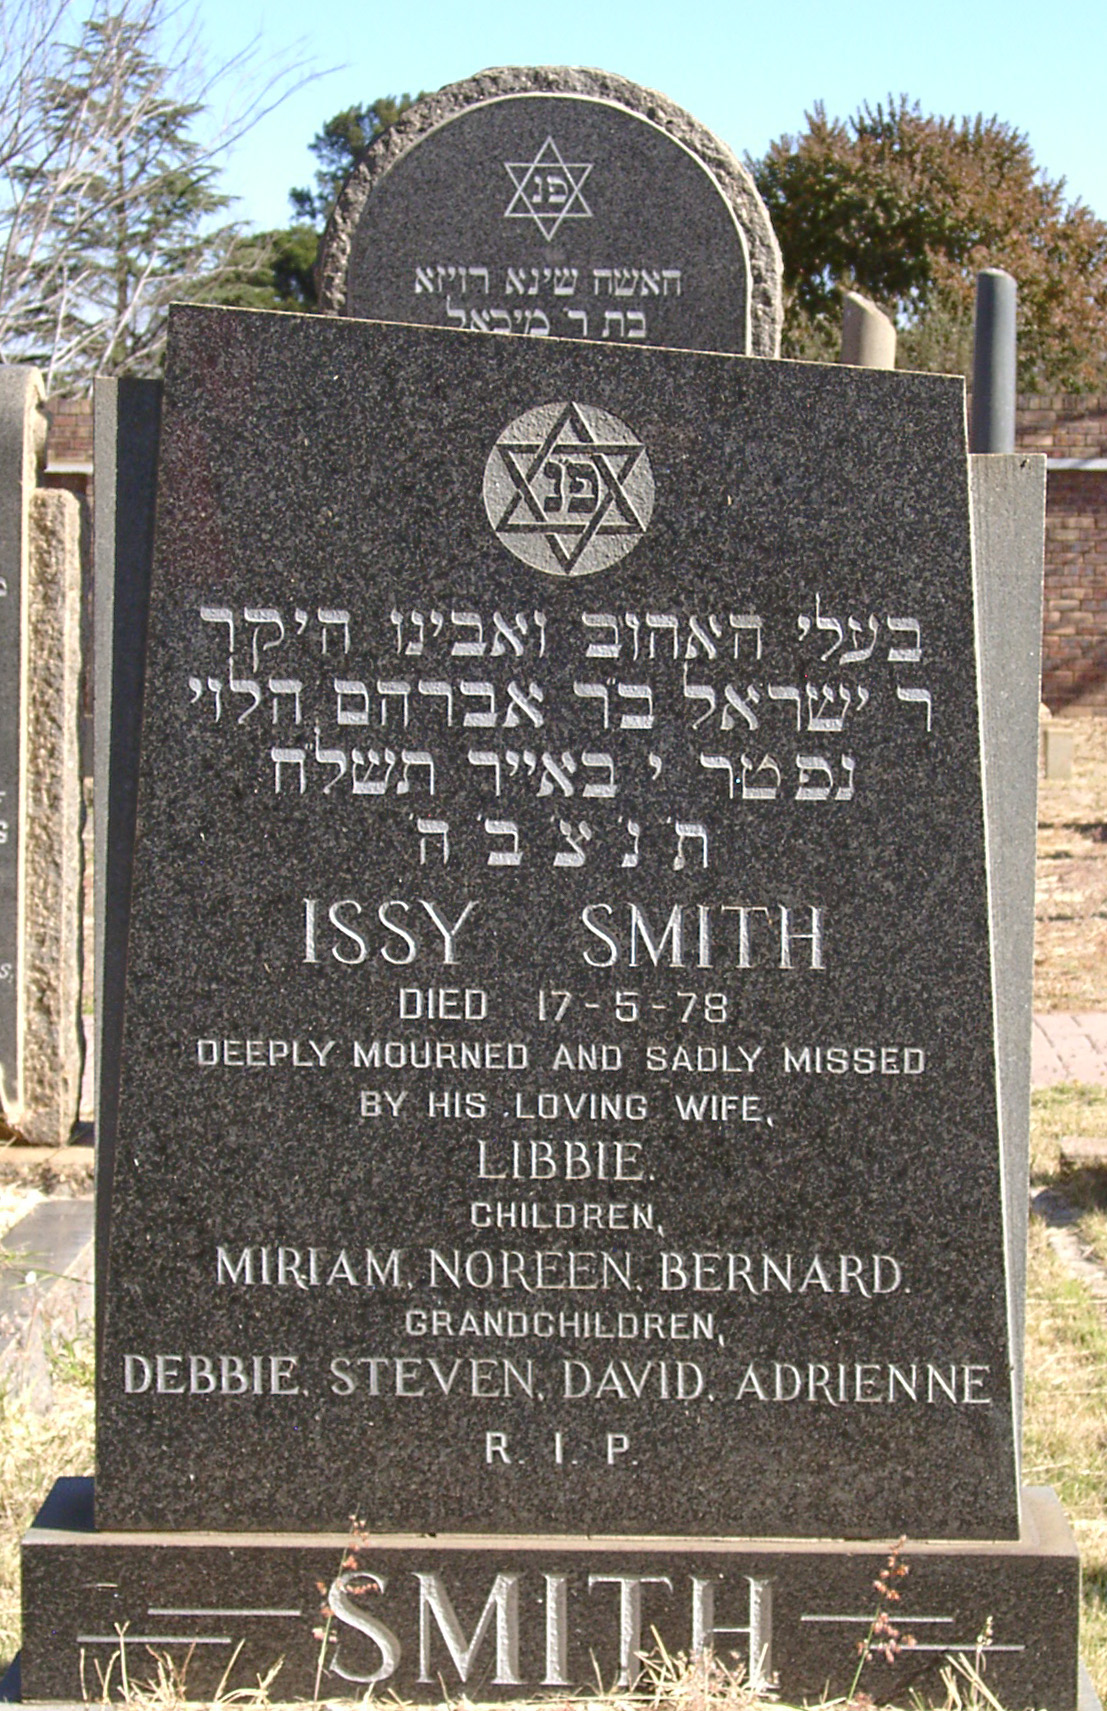 פנ
האשה שינא רויזא
בת ר מיכאל
פנ
בעלי האהוב ואבינו היקר
ר ישראל בר אברהם הלוי
נפטר י באייר תשל"ח
ת' נ' צ' ב' ה'
ISSY SMITH
DIED 17-5-78
DEEPLY MOURNED AND SADLY MISSED
BY HIS LOVING WIFE,
LIBBIE.
CHILDREN,
MIRIAM, NOREEN, BERNARD.
GRANDCHILDREN,
DEBBIE, STEVEN, DAVID, ADRIENNE
R. I. P.
SMITH